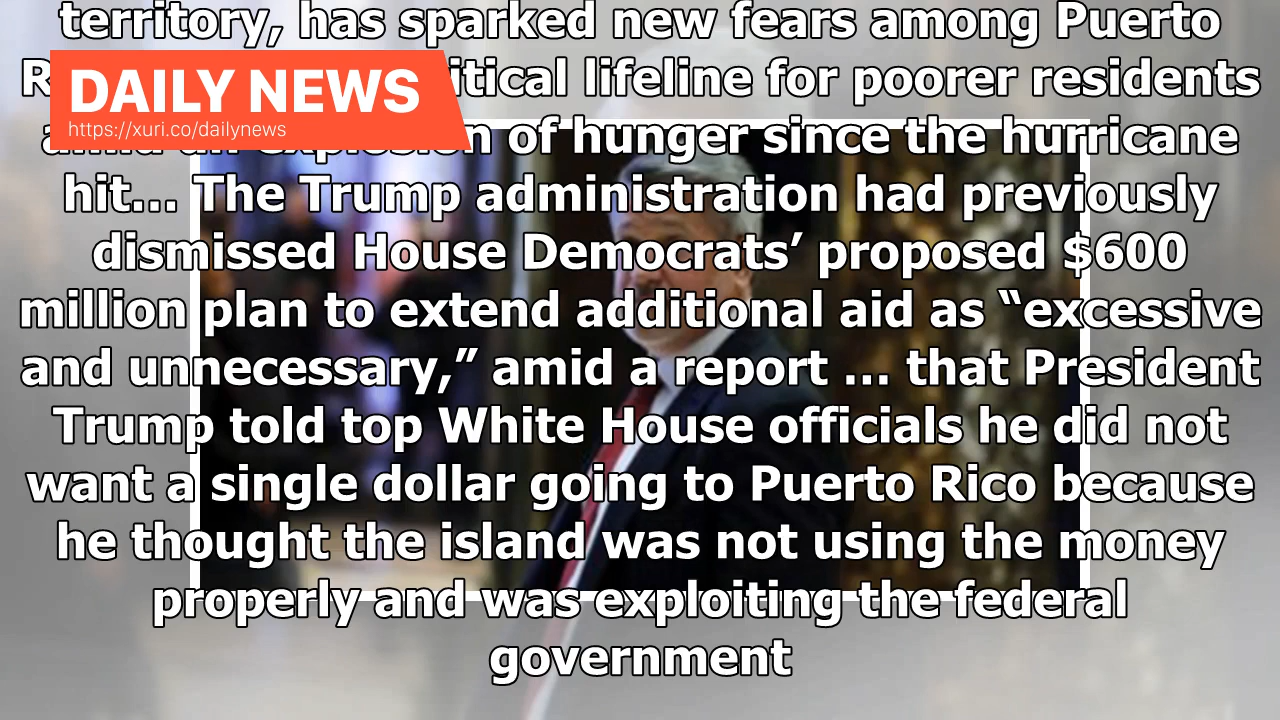 territory, has sparked new fears among Puerto
DAILY NEWS
https://xuri.co/dailynews
lifeline for poorer residents
of hunger since the hurricane
hit... The Trump administration had previously
dismissed House Democrats’ proposed $600
million plan to extend additional aid as “excessive
and unnecessary,” amid a report ... that President
Trump told top White House officials he did not
want a single dollar going to Puerto Rico because
he thought the island was not using the money
properly and was exploiting the federal
government